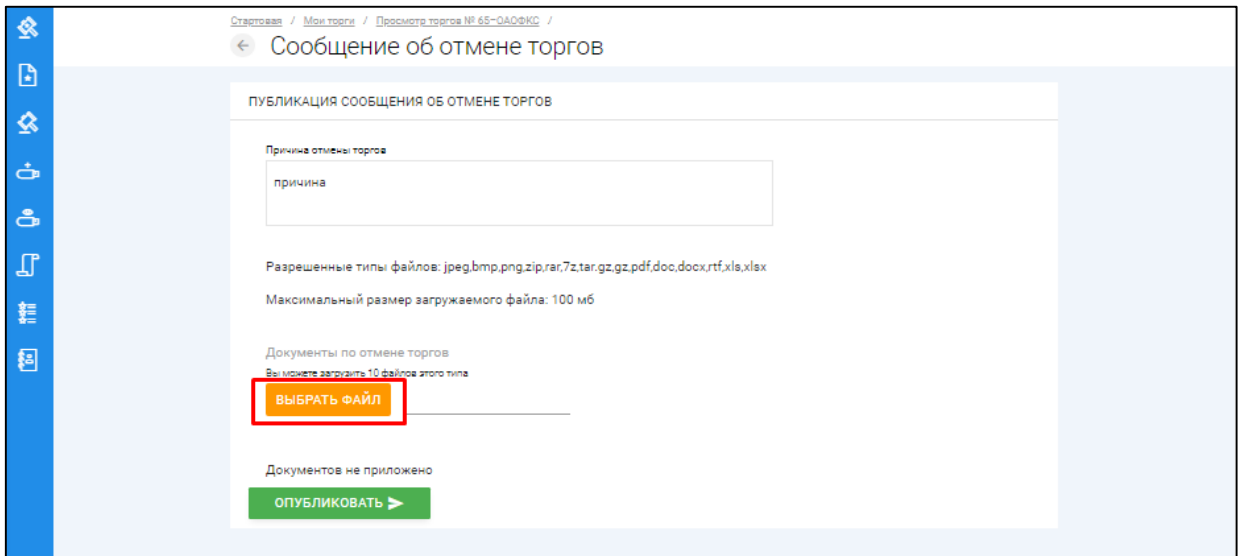 Стартовая / Мои торги / Просмотр торгов № 65-ОАОФКС /
Сообщение об отмене торгов
ПУБЛИКАЦИЯ СООБЩЕНИЯ ОБ ОТМЕНЕ ТОРГОВ
Причина отмены торгов
причина
Разрешенные типы файлов: jpeg,bmp,png,zip,rar,7z,tar.gz,gz,pdf,doc,docx,rtf,xls,xlsx
Максимальный размер загружаемого файла: 100 мб
Документы по отмене торгов
Вы можете загрузить 10 файлов этого типа
ВЫБРАТЬ ФАЙЛ
Документов не приложено
ОПУБЛИКОВАТЬ